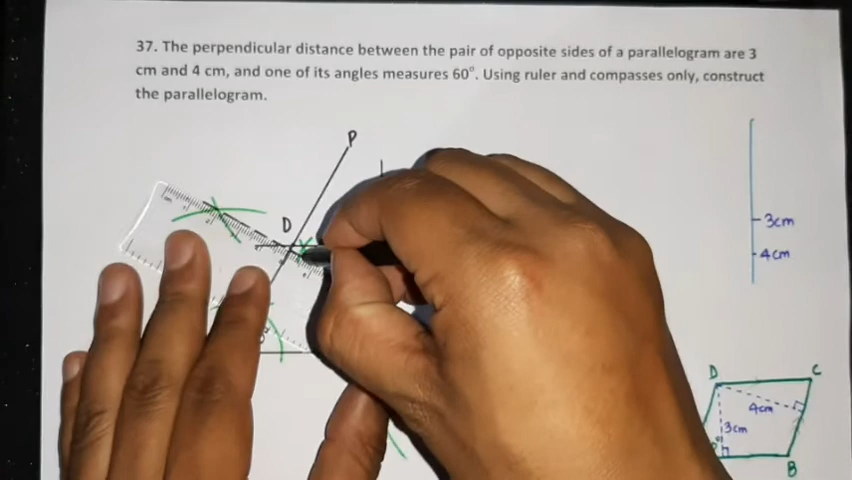 37. The perpendicular distance between the pair of opposite sides of a parallelogram are 3
cm and 4 cm, and one of its angles measures 60°. Using ruler and compasses only, construct
the parallelogram.
P
D
3cm
4cm
D
C
4cm
3cm
B